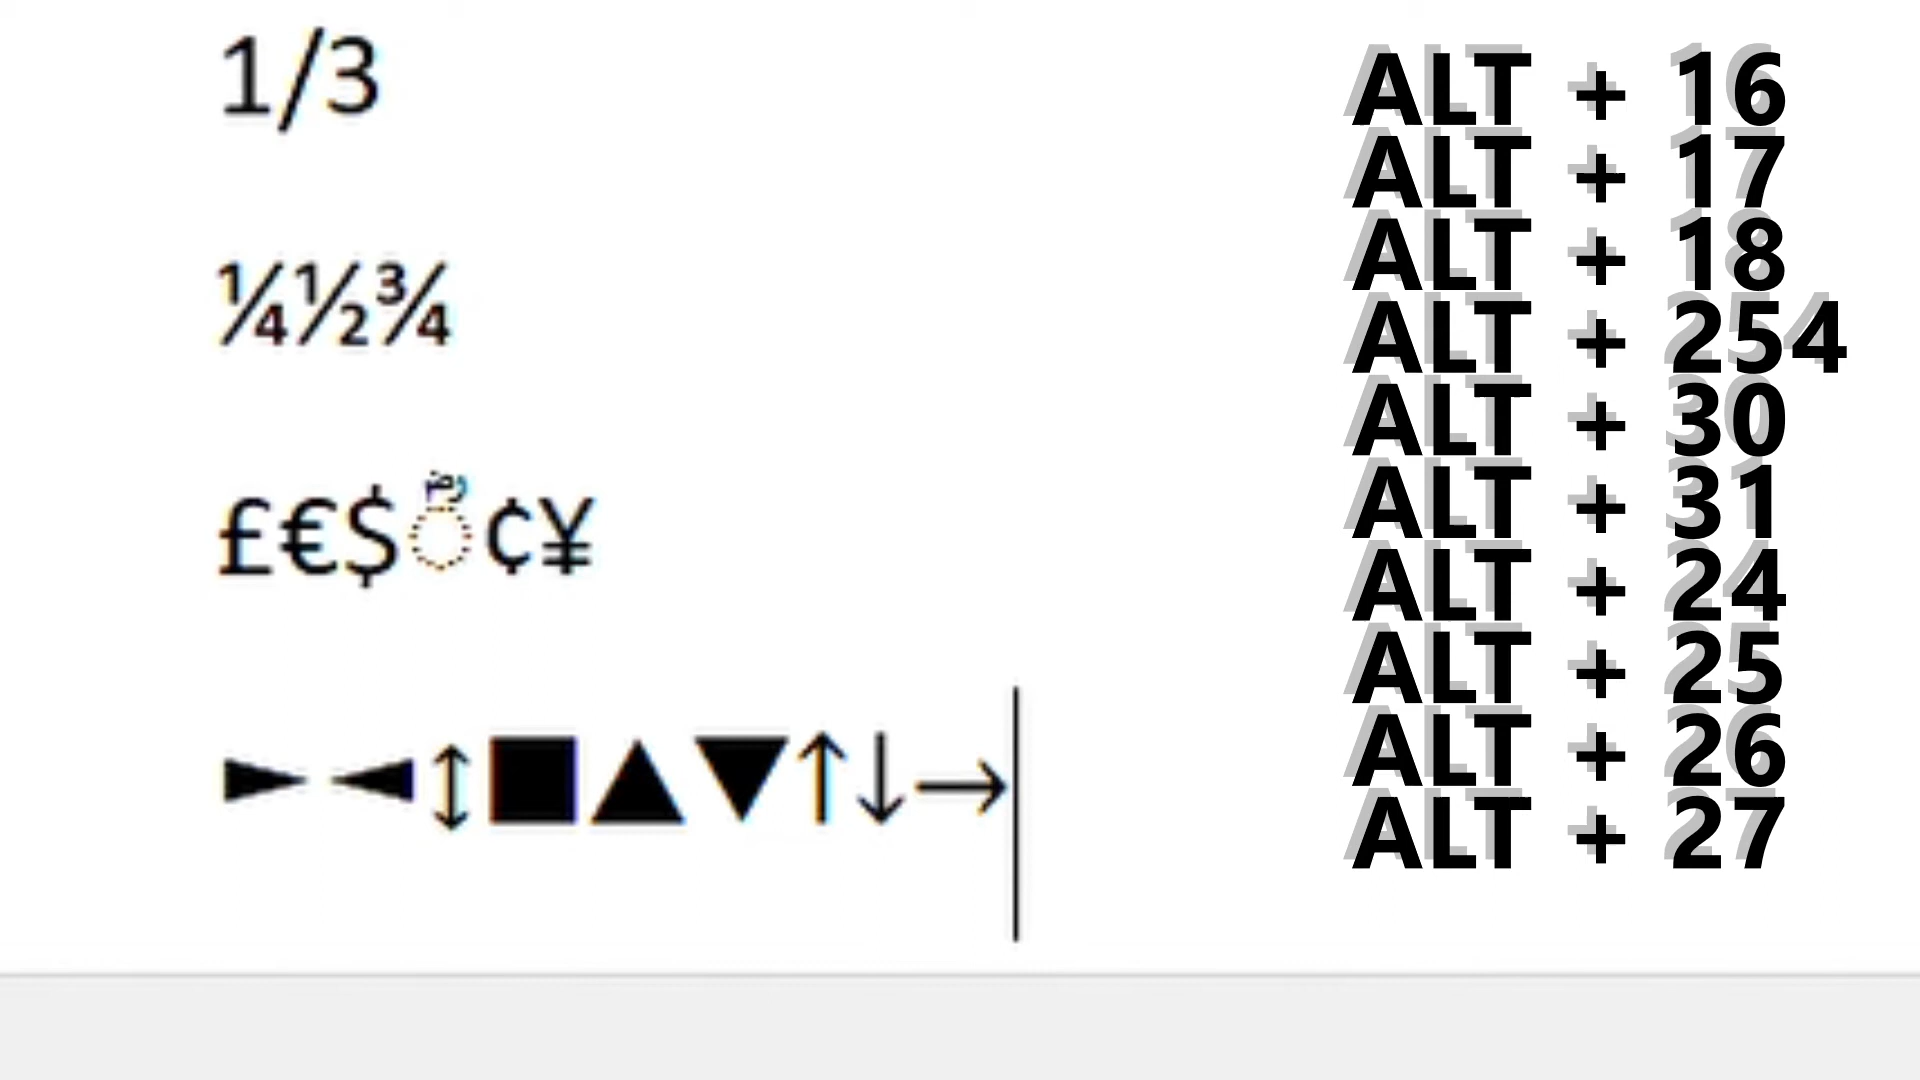 1/3
¼½¾
£€$ؖ¢¥
►◄↕■▲▼↑↓→
ALT + 16
ALT + 17
ALT + 18
ALT + 254
ALT + 30
ALT + 31
ALT + 24
ALT + 25
ALT + 26
ALT + 27